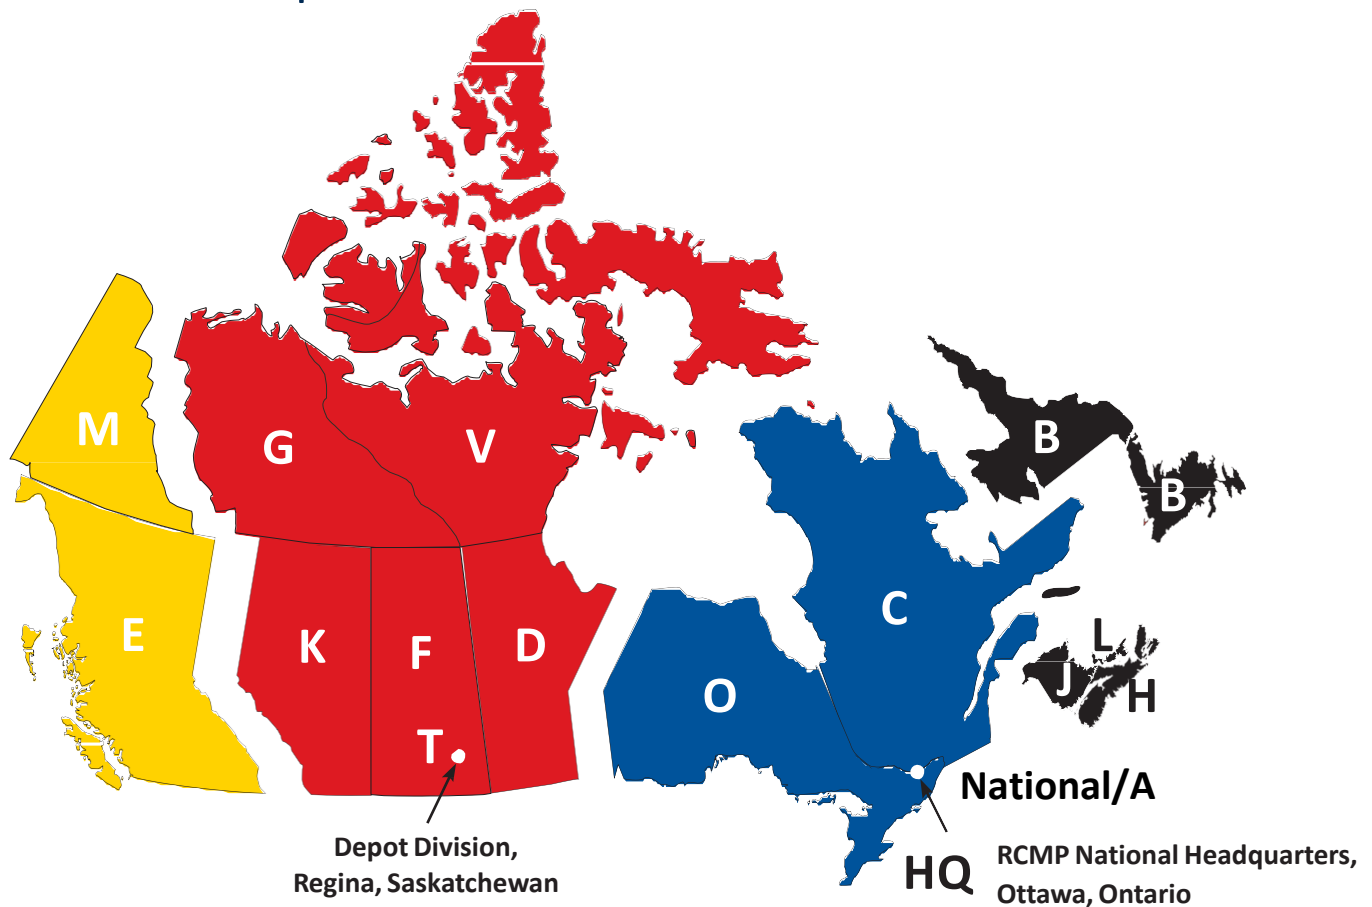 B
M
G
V
B
E
K
F
D
C
L
J
H
O
T
National/A
Depot Division,
Regina, Saskatchewan
HQ
RCMP National Headquarters,
Ottawa, Ontario